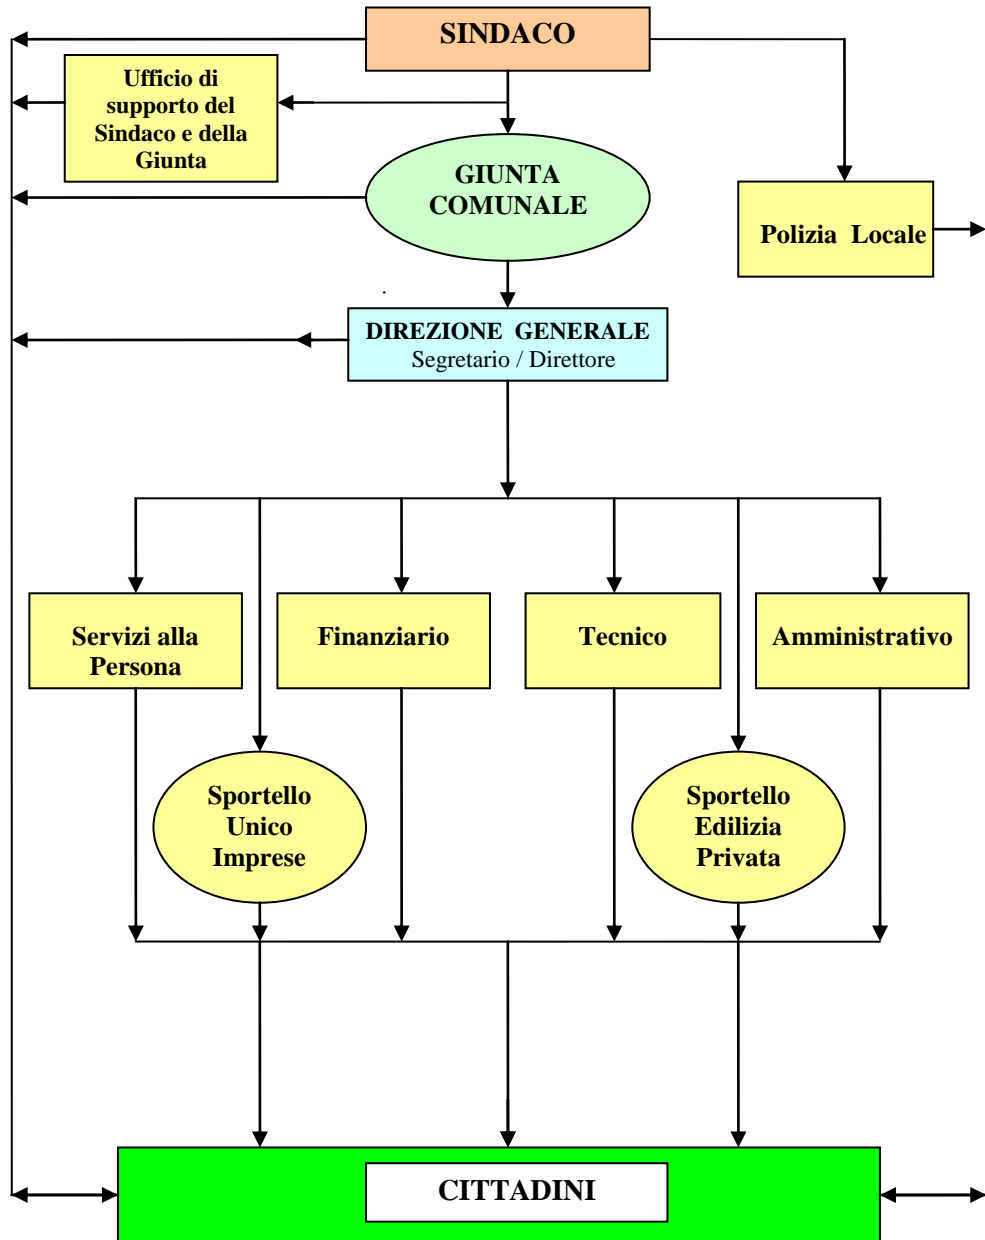 SINDACO
Ufficio di
supporto del
Sindaco e della
Giunta
GIUNTA
COMUNALE
Polizia Locale
DIREZIONE GENERALE
Segretario / Direttore
Servizi alla
Persona
Finanziario
Tecnico
Amministrativo
Sportello
Unico
Imprese
Sportello
Edilizia
Privata
CITTADINI